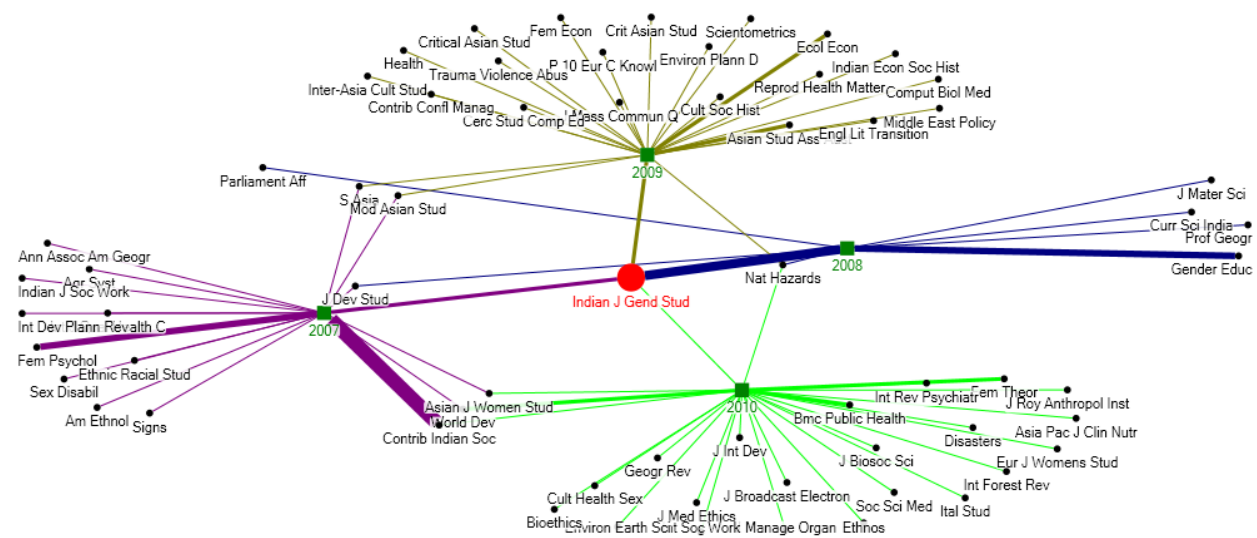 Fem Econ
Crit Asian Stud
Scientometrics
Critical Asian Stud
Ecol Econ
Health
P 10 Eur C Knowl
Environ Plann D
Indian Econ Soc Hist
Trauma Violence Abus
Inter-Asia Cult Stud
Reprod Health Matter
Comput Biol Med
Contrib Confl Manag
Mass Commun Q
Cult Soc Hist
Cerc Stud Comp Ed
Middle East Policy
Asian Stud Ass
Engl Lit Transition
2009
Parliament Aff
S Asia
Mod Asian Stud
J Mater Sci
Curr Sci India
Prof Geogr
Ann Assoc Am Geogr
2008
Gender Educ
Agr Syst
Nat Hazards
Indian J Soc Work
J Dev Stud
Indian J Gend Stud
Int Dev Plann Rev
2007
Fem Psychol
Ethnic Racial Stud
Sex Disabil
Fem Theor
Int Rev Psychiatr
J Roy Anthropol Inst
Asian J Women Stud
2010
Am Ethnol
Signs
World Dev
Bmc Public Health
Asia Pac J Clin Nutr
Contrib Indian Soc
Disasters
J Int Dev
J Biosoc Sci
Eur J Womens Stud
Geogr Rev
Int Forest Rev
Cult Health Sex
J Broadcast Electron
Soc Sci Med
Ital Stud
Bioethics
J Med Ethics
Environ Earth Sci
Soc Work
Manage Organ
Ethnos